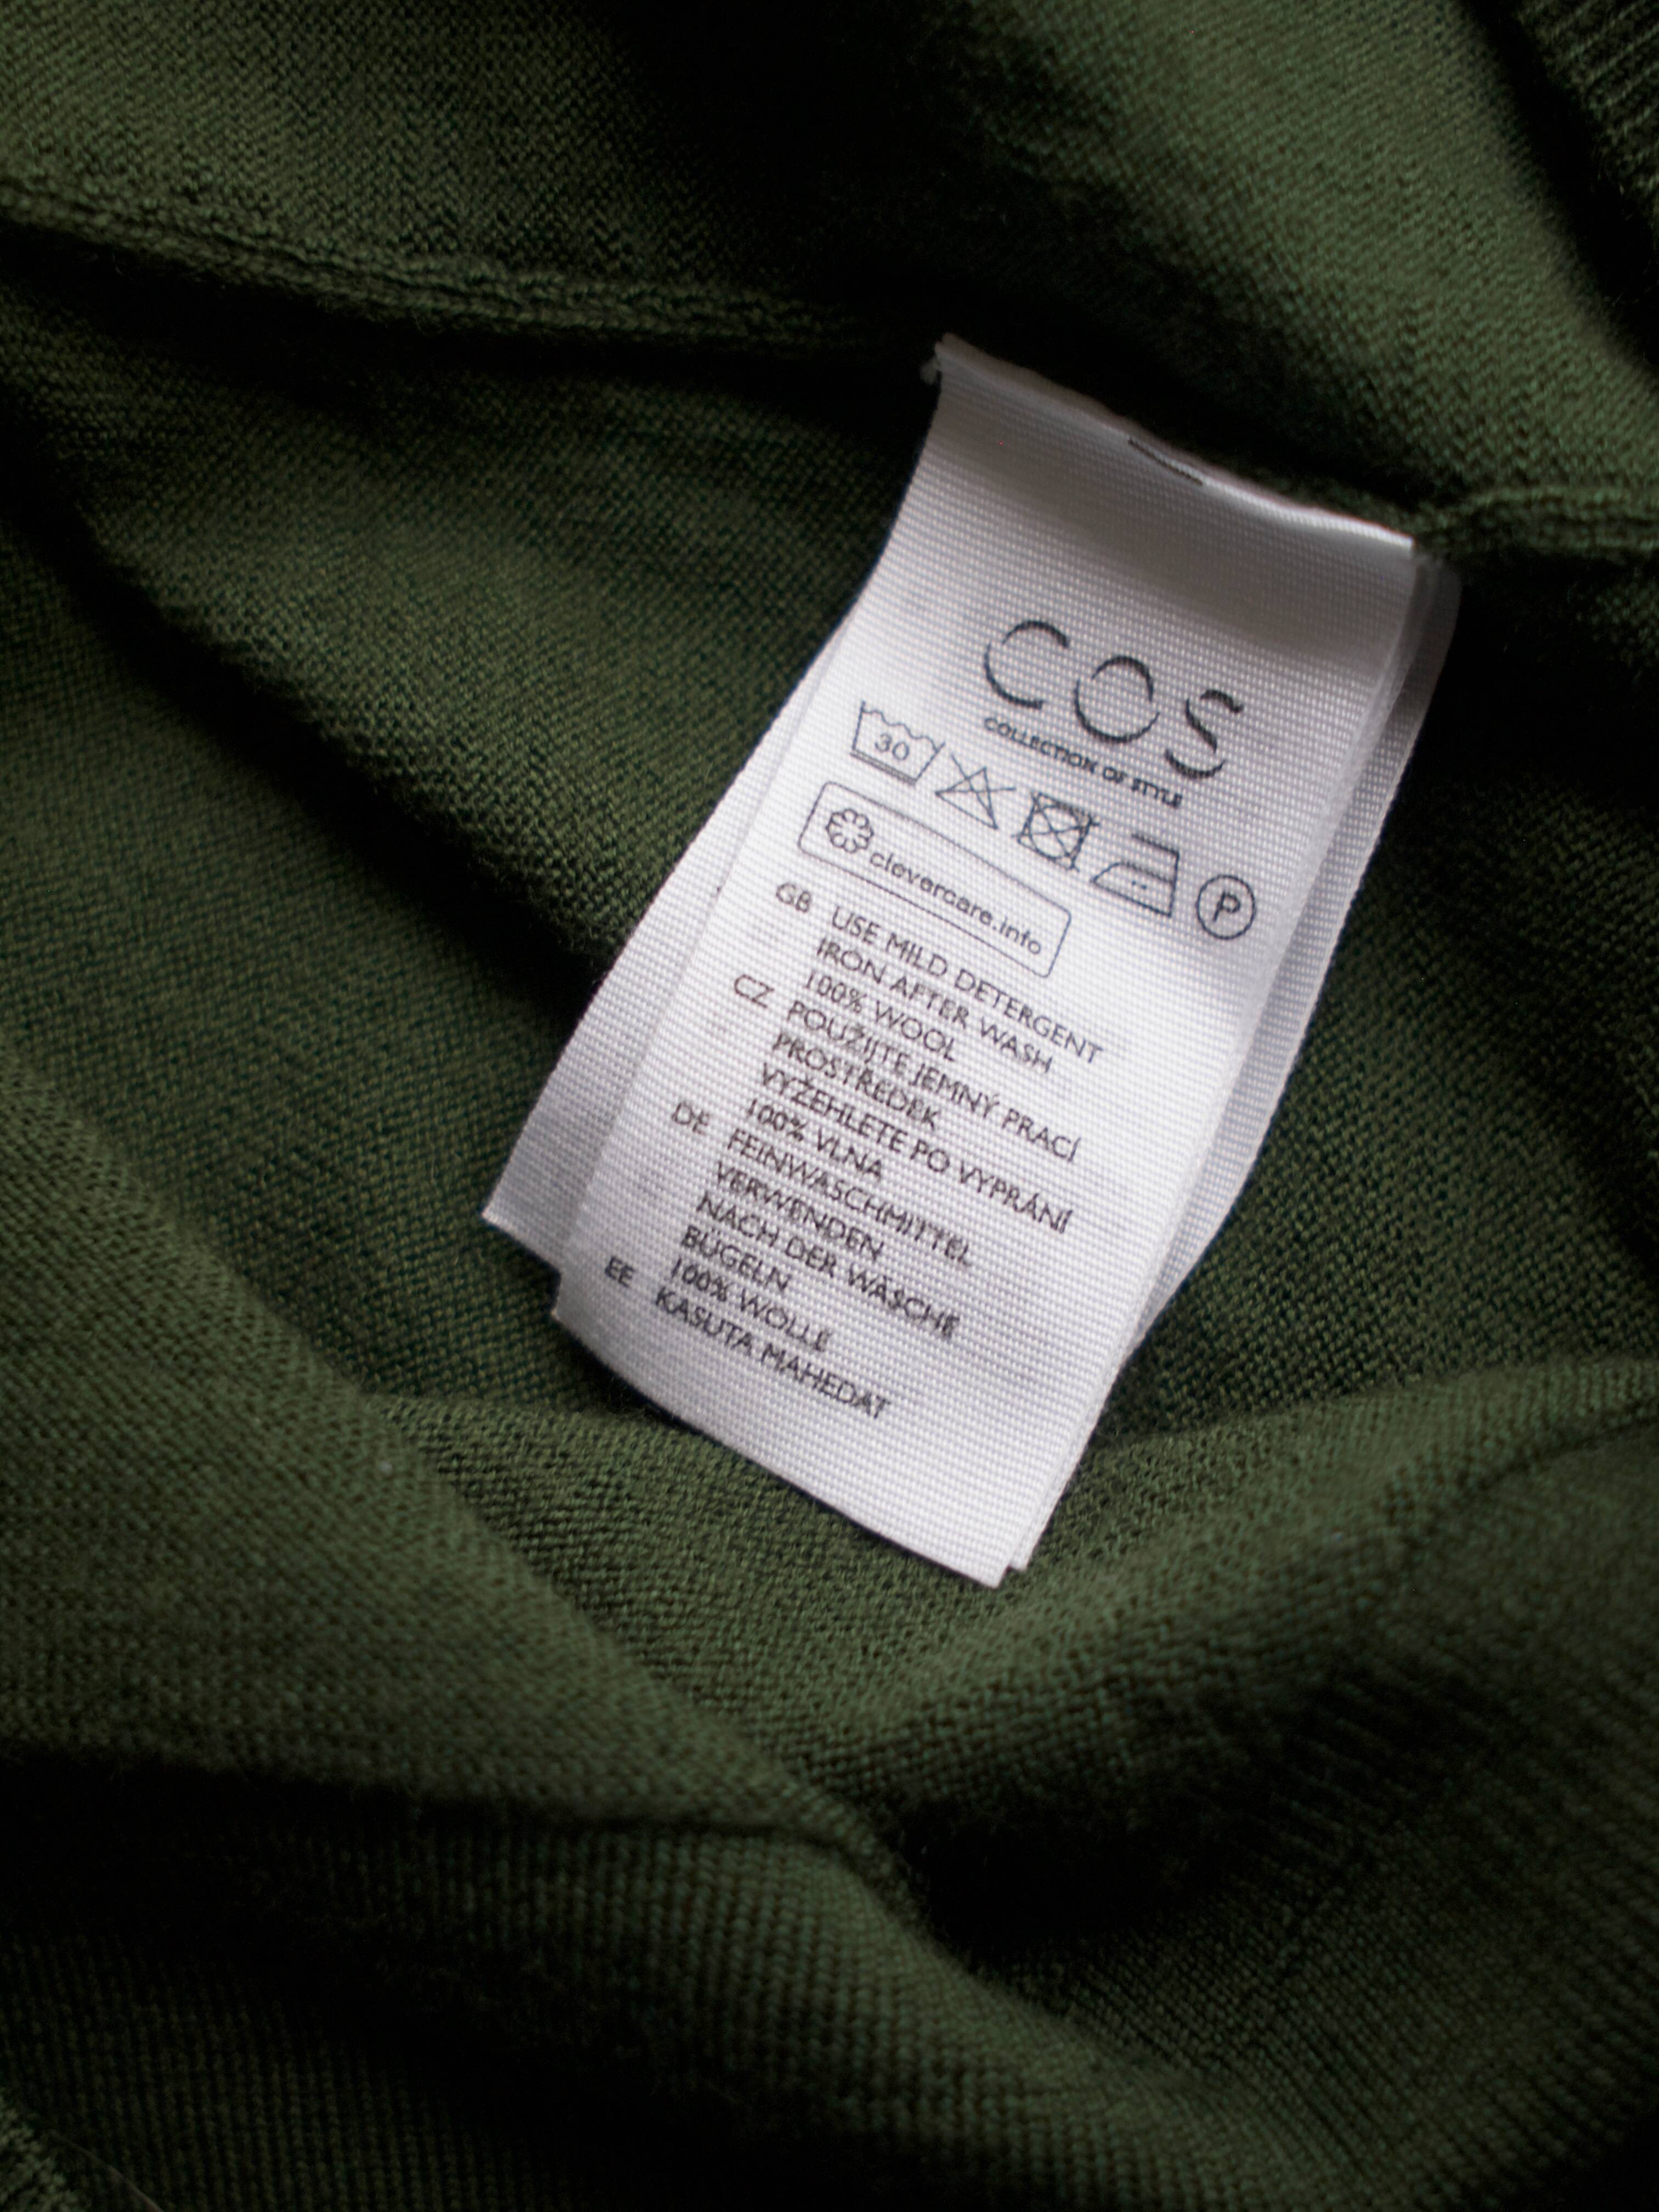 COS
COLLECTION OF STYLE
30
P
clevercare.info
GB USE MILD DETERGENT
IRON AFTER WASH
100% WOOL
CZ POUŽIJTE JEMNÝ PRACÍ
PROSTŘEDEK
VYŽEHLETE PO VYPRÁNÍ
100% VLNA
DE FEINWASCHMITTEL
VERWENDEN
NACH DER WÄSCHE
BÜGELN
100% WOLLE
EE KASUTA MAHEDAT